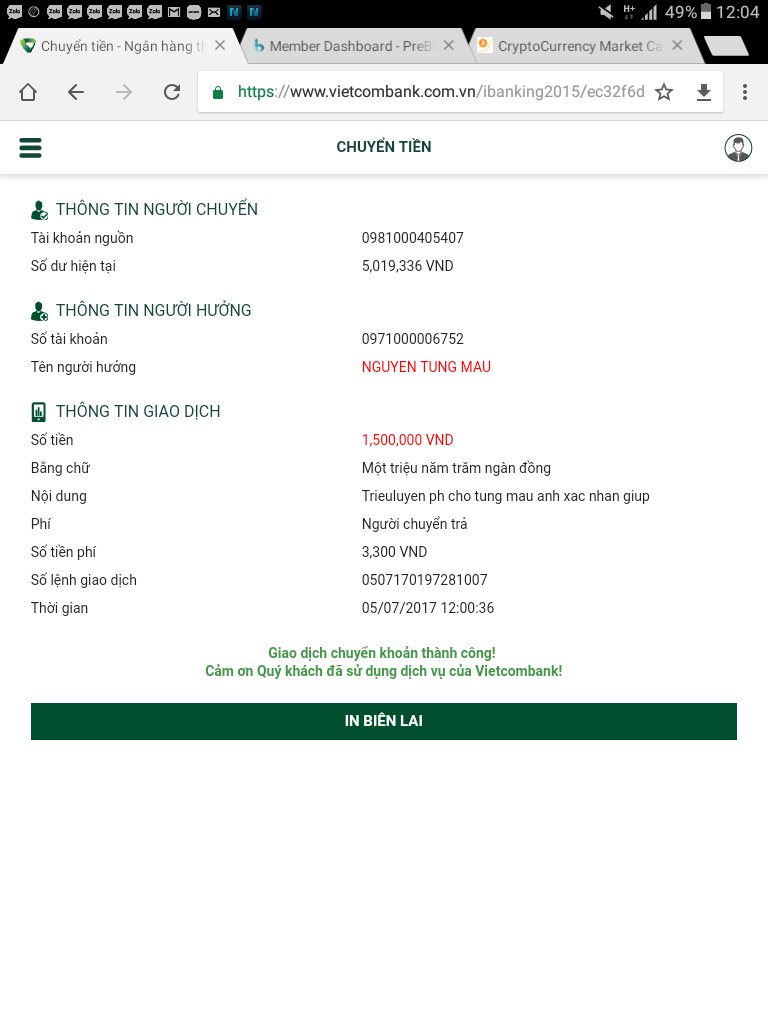 49% 12:04
Chuyển tiền - Ngân hàng th
Member Dashboard - PreB
CryptoCurrency Market Ca
https://www.vietcombank.com.vn/ibanking2015/ec32f6d
CHUYỂN TIỀN
THÔNG TIN NGƯỜI CHUYỂN
Tài khoản nguồn 0981000405407
Số dư hiện tại 5,019,336 VND
THÔNG TIN NGƯỜI HƯỞNG
Số tài khoản 0971000006752
Tên người hưởng NGUYEN TUNG MAU
THÔNG TIN GIAO DỊCH
Số tiền 1,500,000 VND
Bằng chữ Một triệu năm trăm ngàn đồng
Nội dung Trieuluyen ph cho tung mau anh xac nhan giup
Phí Người chuyển trả
Số tiền phí 3,300 VND
Số lệnh giao dịch 0507170197281007
Thời gian 05/07/2017 12:00:36
Giao dịch chuyển khoản thành công!
Cảm ơn Quý khách đã sử dụng dịch vụ của Vietcombank!
IN BIÊN LAI